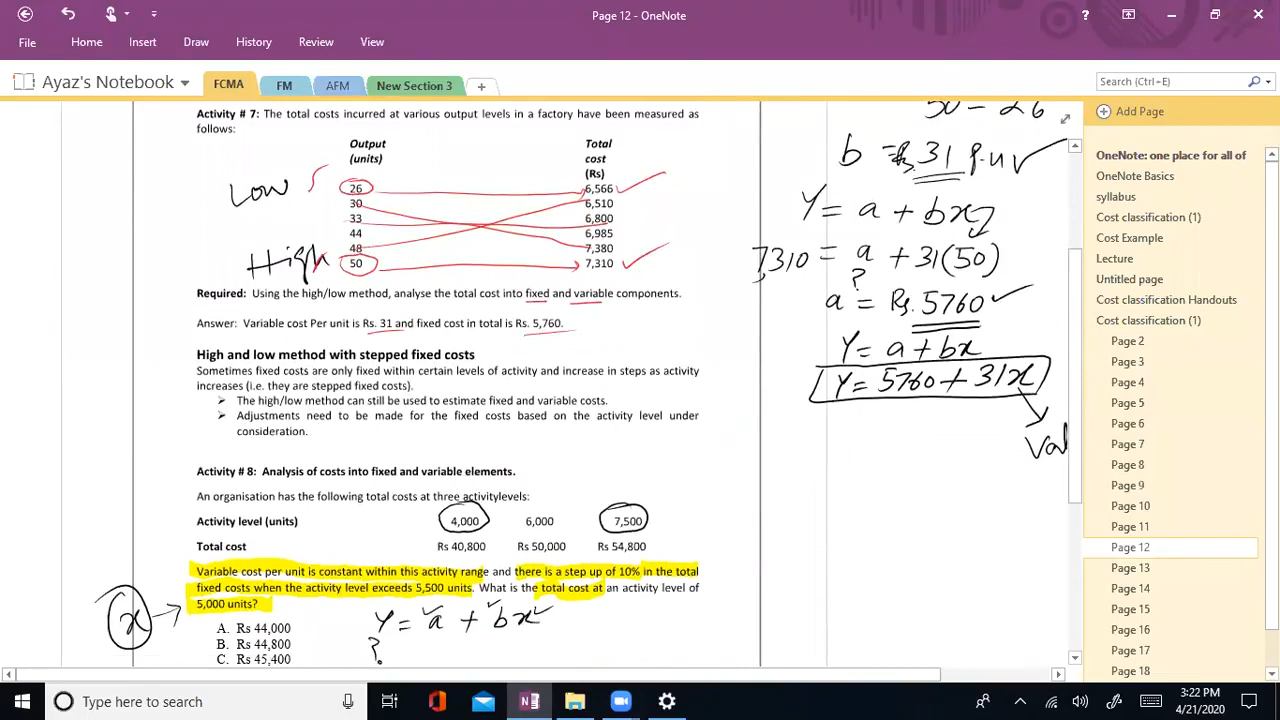 Page 12 - OneNote
File Home Insert Draw History Review View
Ayaz's Notebook FCMA FM AFM New Section 3 +
Search (Ctrl+E)
Activity # 7: The total costs incurred at various output levels in a factory have been measured as
follows:
Output Total
(units) cost
(Rs)
26 6,566
30 6,510
33 6,800
44 6,985
48 7,380
50 7,310
Low
High
Required: Using the high/low method, analyse the total cost into fixed and variable components.
Answer: Variable cost Per unit is Rs. 31 and fixed cost in total is Rs. 5,760.
High and low method with stepped fixed costs
Sometimes fixed costs are only fixed within certain levels of activity and increase in steps as activity
increases (i.e. they are stepped fixed costs).
The high/low method can still be used to estimate fixed and variable costs.
Adjustments need to be made for the fixed costs based on the activity level under
consideration.
Activity # 8: Analysis of costs into fixed and variable elements.
An organisation has the following total costs at three activitylevels:
Activity level (units) 4,000 6,000 7,500
Total cost Rs 40,800 Rs 50,000 Rs 54,800
Variable cost per unit is constant within this activity range and there is a step up of 10% in the total
fixed costs when the activity level exceeds 5,500 units. What is the total cost at an activity level of
5,000 units?
x
Y = a + bx
?
A. Rs 44,000
B. Rs 44,800
C. Rs 45,400
50 - 26
b = Rs. 31 P.U
Y = a + bx
7,310 = a + 31(50)
?
a = Rs. 5760
Y = a + bx
Y = 5760 + 31x
Va
Add Page
OneNote: one place for all of
OneNote Basics
syllabus
Cost classification (1)
Cost Example
Lecture
Untitled page
Cost classification Handouts
Cost classification (1)
Page 2
Page 3
Page 4
Page 5
Page 6
Page 7
Page 8
Page 9
Page 10
Page 11
Page 12
Page 13
Page 14
Page 15
Page 16
Page 17
Page 18
Type here to search
3:22 PM
4/21/2020